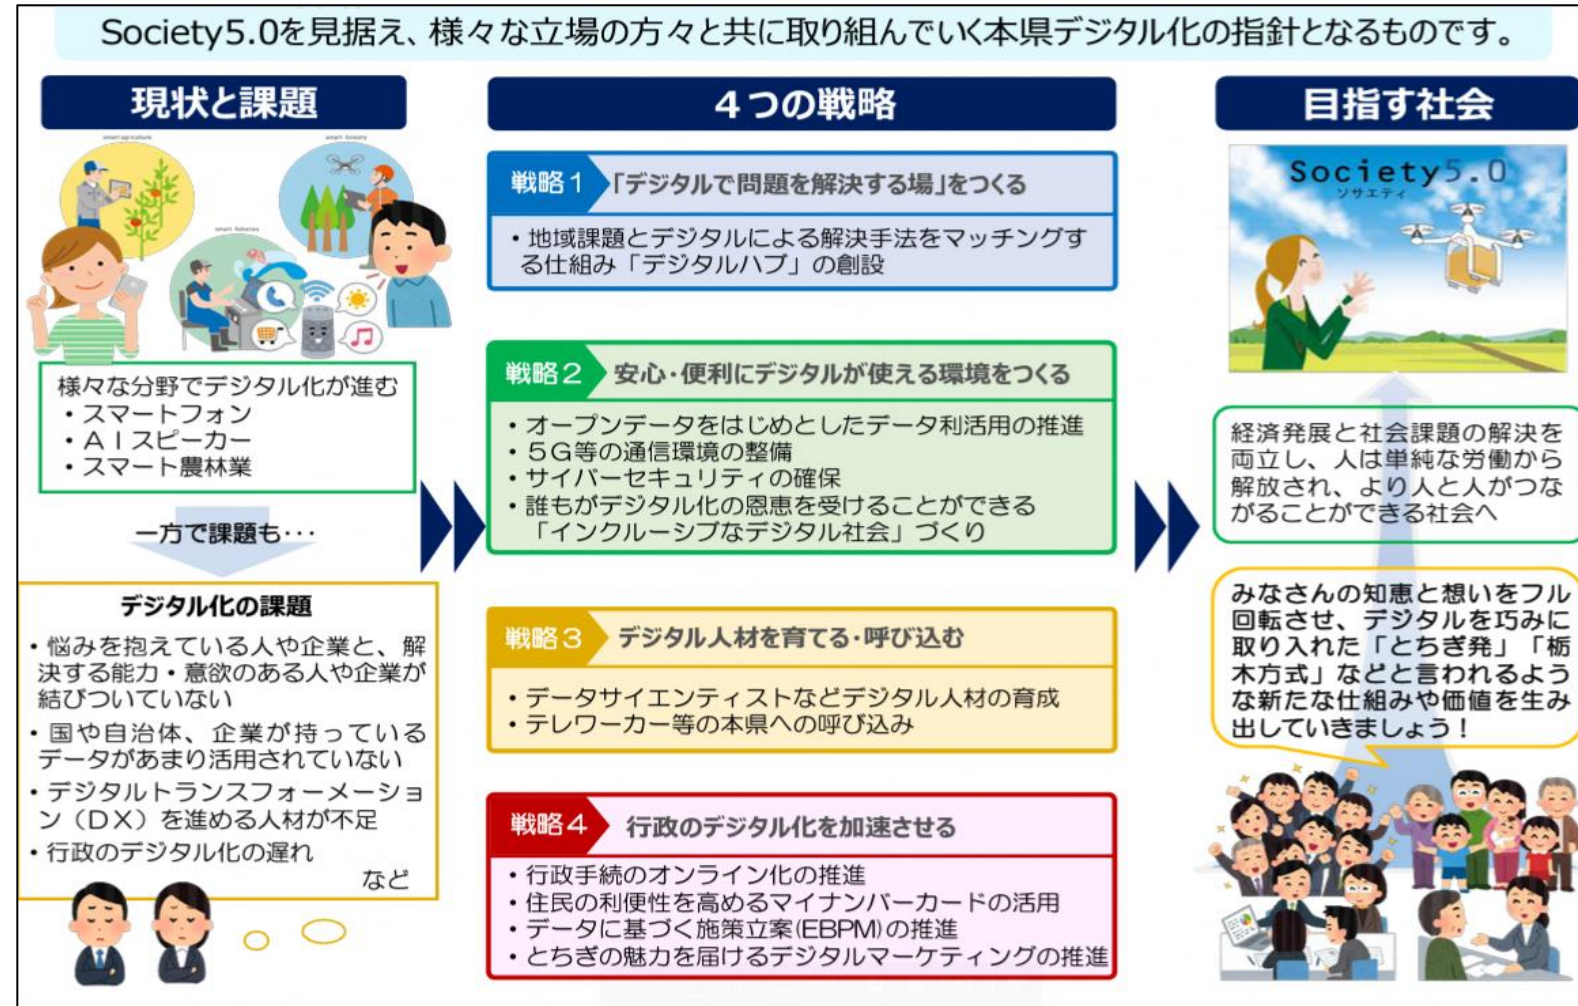 Society5.0を見据え、様々な立場の方々と共に取り組んでいく本県デジタル化の指針となるものです。
現状と課題
smart agriculture
smart forestry
smart fisheries
様々な分野でデジタル化が進む
・スマートフォン
・AIスピーカー
・スマート農林業
一方で課題も…
デジタル化の課題
・悩みを抱えている人や企業と、解
決する能力・意欲のある人や企業が
結びついていない
・国や自治体、企業が持っている
データがあまり活用されていない
・デジタルトランスフォーメーショ
ン（DX）を進める人材が不足
・行政のデジタル化の遅れ
など
4つの戦略
戦略1 「デジタルで問題を解決する場」をつくる
・地域課題とデジタルによる解決手法をマッチングす
る仕組み「デジタルハブ」の創設
戦略2 安心・便利にデジタルが使える環境をつくる
・オープンデータをはじめとしたデータ利活用の推進
・5G等の通信環境の整備
・サイバーセキュリティの確保
・誰もがデジタル化の恩恵を受けることができる
「インクルーシブなデジタル社会」づくり
戦略3 デジタル人材を育てる・呼び込む
・データサイエンティストなどデジタル人材の育成
・テレワーカー等の本県への呼び込み
戦略4 行政のデジタル化を加速させる
・行政手続のオンライン化の推進
・住民の利便性を高めるマイナンバーカードの活用
・データに基づく施策立案(EBPM)の推進
・とちぎの魅力を届けるデジタルマーケティングの推進
目指す社会
Society5.0
ソサエティ
経済発展と社会課題の解決を
両立し、人は単純な労働から
解放され、より人と人がつな
がることができる社会へ
みなさんの知恵と想いをフル
回転させ、デジタルを巧みに
取り入れた「とちぎ発」「栃
木方式」などと言われるよう
な新たな仕組みや価値を生み
出していきましょう！